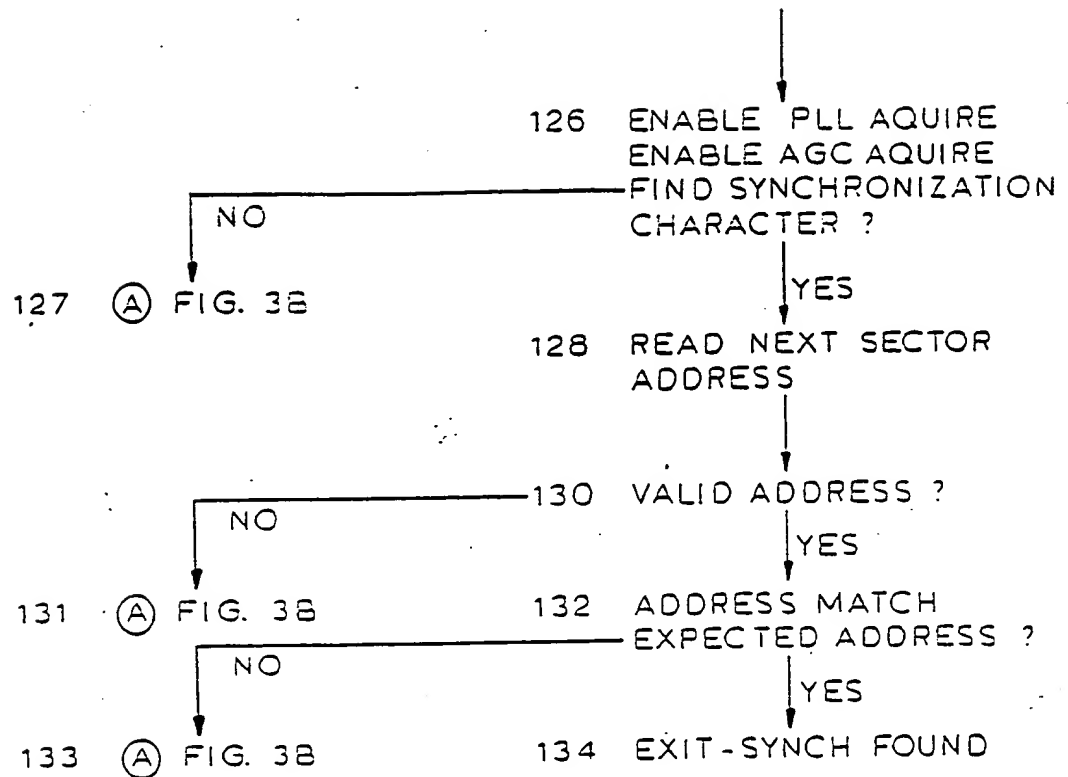 126 ENABLE PLL AQUIRE
ENABLE AGC AQUIRE
FIND SYNCHRONIZATION
CHARACTER ?
NO
YES
127 A FIG. 3B
128 READ NEXT SECTOR
ADDRESS
130 VALID ADDRESS ?
NO
YES
131 A FIG. 3B
132 ADDRESS MATCH
EXPECTED ADDRESS ?
NO
YES
133 A FIG. 3B
134 EXIT-SYNCH FOUND